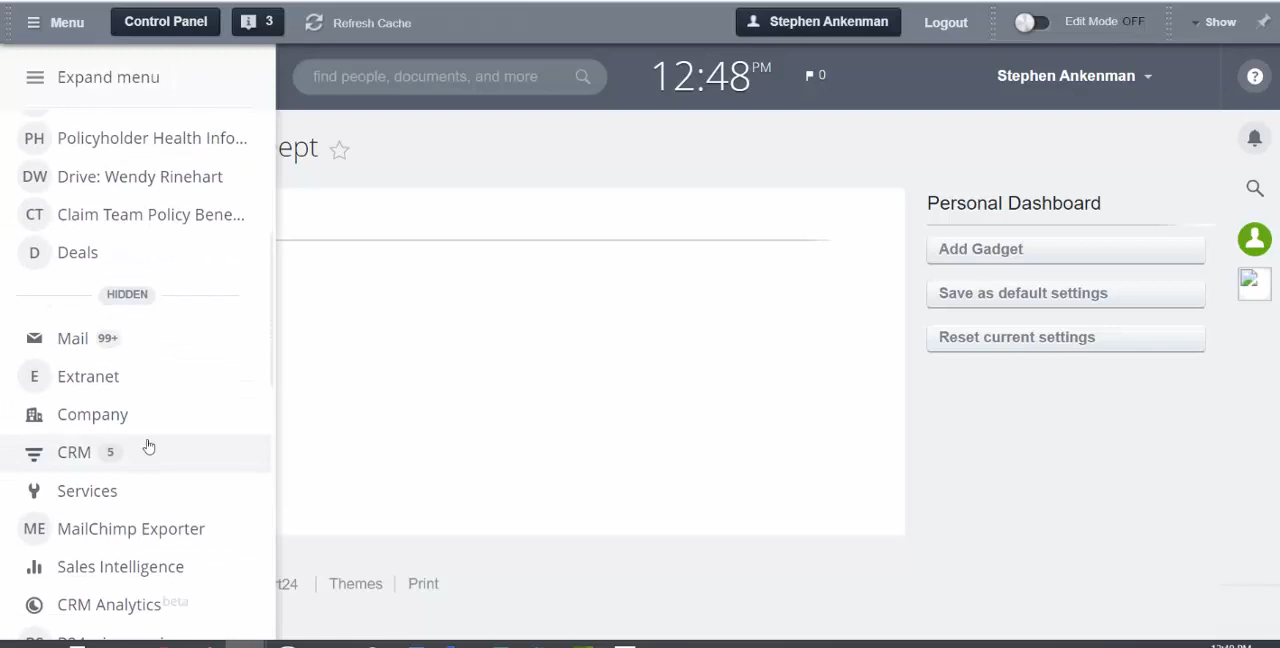 Menu
Control Panel
3
Refresh Cache
Stephen Ankenman
Logout
Edit Mode OFF
Show
Expand menu
find people, documents, and more
12:48 PM
0
Stephen Ankenman
?
PH Policyholder Health Info...
DW Drive: Wendy Rinehart
CT Claim Team Policy Bene...
D Deals
HIDDEN
Mail 99+
E Extranet
Company
CRM 5
Services
ME MailChimp Exporter
Sales Intelligence
CRM Analytics beta
ept
Personal Dashboard
Add Gadget
Save as default settings
Reset current settings
Themes
Print